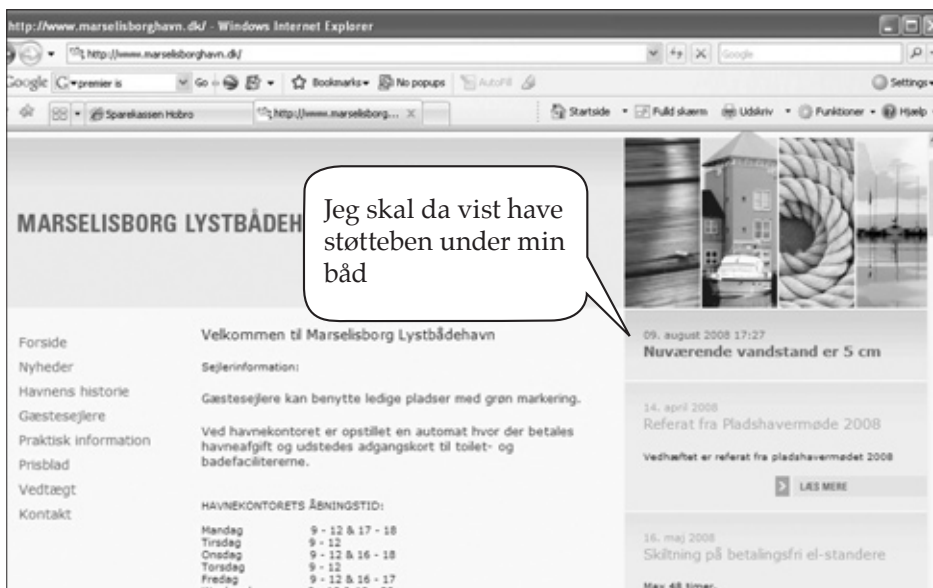 http://www.marselisborghavn.dk/ - Windows Internet Explorer
http://www.marselisborghavn.dk/
Google
Google premier is Go Bookmarks No popups AutoFill Settings
Sparekassen Hobro http://www.marselisborg... Startside Fuld skærm Udskriv Funktioner Hjælp
MARSELISBORG LYSTBÅDEH
Jeg skal da vist have
støtteben under min
båd
Forside
Nyheder
Havnens historie
Gæstesejlere
Praktisk information
Prisblad
Vedtægt
Kontakt
Velkommen til Marselisborg Lystbådehavn
Sejlerinformation:
Gæstesejlere kan benytte ledige pladser med grøn markering.
Ved havnekontoret er opstillet en automat hvor der betales
havneafgift og udstedes adgangskort til toilet- og
badefaciliteterne.
HAVNEKONTORETS ÅBNINGSTID:
Mandag 9 - 12 & 17 - 18
Tirsdag 9 - 12
Onsdag 9 - 12 & 16 - 18
Torsdag 9 - 12
Fredag 9 - 12 & 16 - 17
09. august 2008 17:27
Nuværende vandstand er 5 cm
14. april 2008
Referat fra Pladshavermøde 2008
Vedhæftet er referat fra pladshavermødet 2008
LÆS MERE
16. maj 2008
Skiltning på betalingsfri el-standere
Max 48 timer.